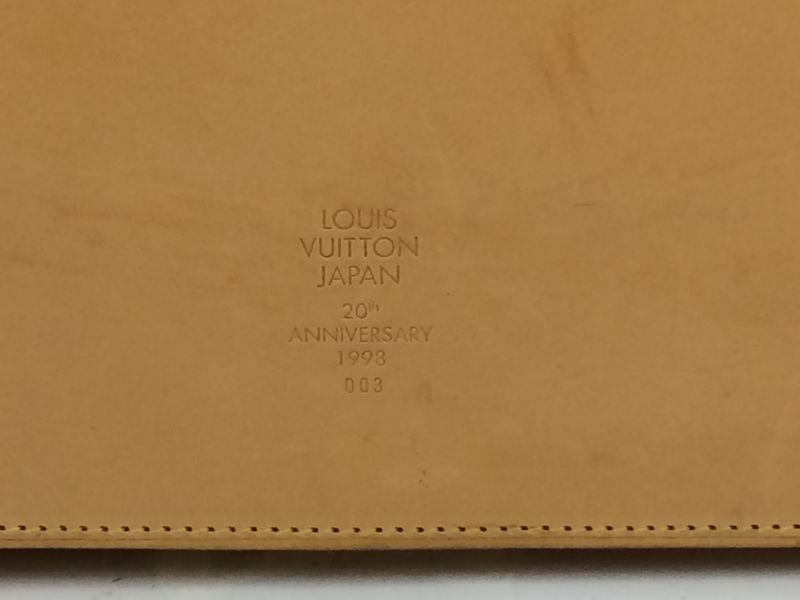 LOUIS
VUITTON
JAPAN
20th
ANNIVERSARY
1998
003